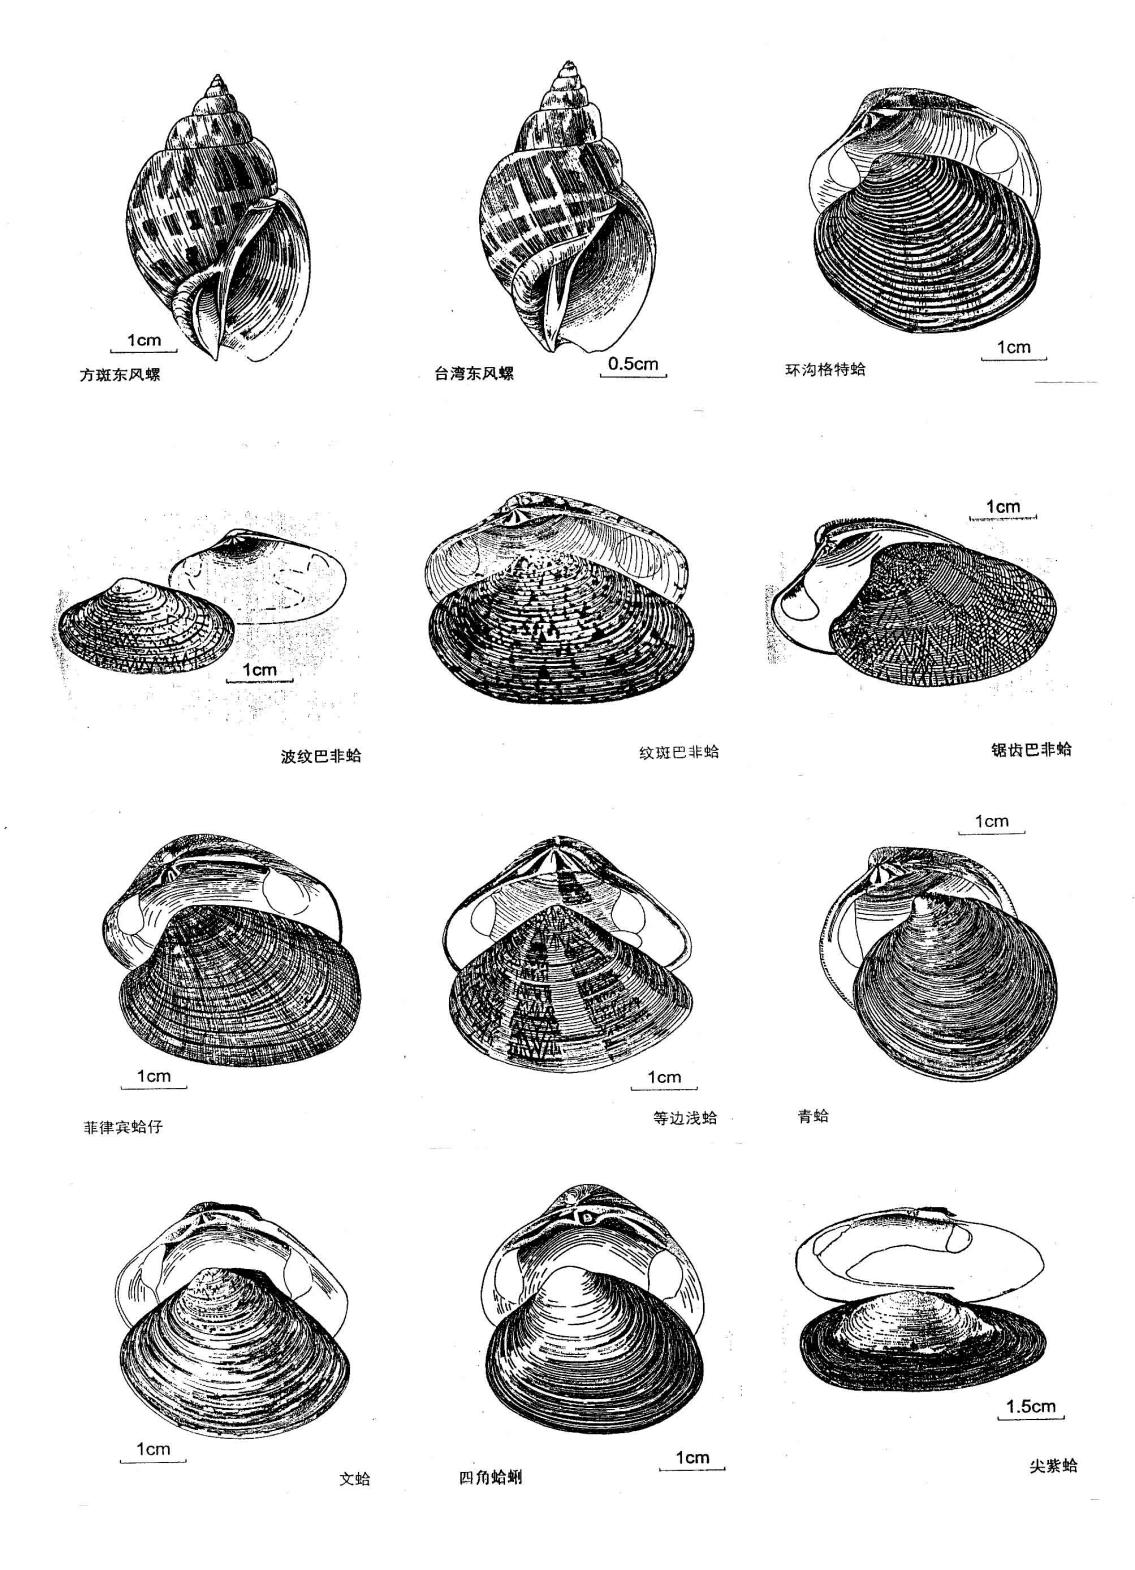 1cm
方斑东风螺
0.5cm
台湾东风螺
1cm
环沟格特蛤
1cm
波纹巴非蛤
纹斑巴非蛤
1cm
锯齿巴非蛤
1cm
菲律宾蛤仔
1cm
等边浅蛤
1cm
青蛤
1cm
文蛤
1cm
四角蛤蜊
1.5cm
尖紫蛤